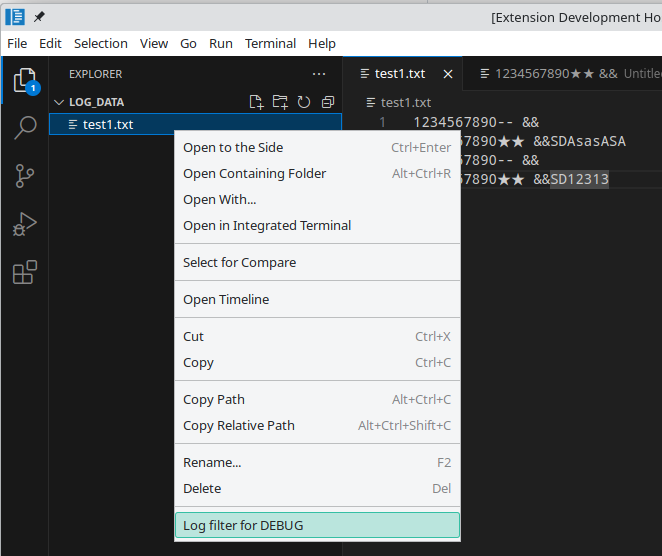 [Extension Development Ho
File Edit Selection View Go Run Terminal Help
1
EXPLORER ...
LOG_DATA
test1.txt
test1.txt 1234567890★★ && Untitle
test1.txt
1 1234567890-- &&
67890★★ &&SDAsasASA
67890-- &&
67890★★ &&SD12313
Open to the Side Ctrl+Enter
Open Containing Folder Alt+Ctrl+R
Open With...
Open in Integrated Terminal
Select for Compare
Open Timeline
Cut Ctrl+X
Copy Ctrl+C
Copy Path Alt+Ctrl+C
Copy Relative Path Alt+Ctrl+Shift+C
Rename... F2
Delete Del
Log filter for DEBUG